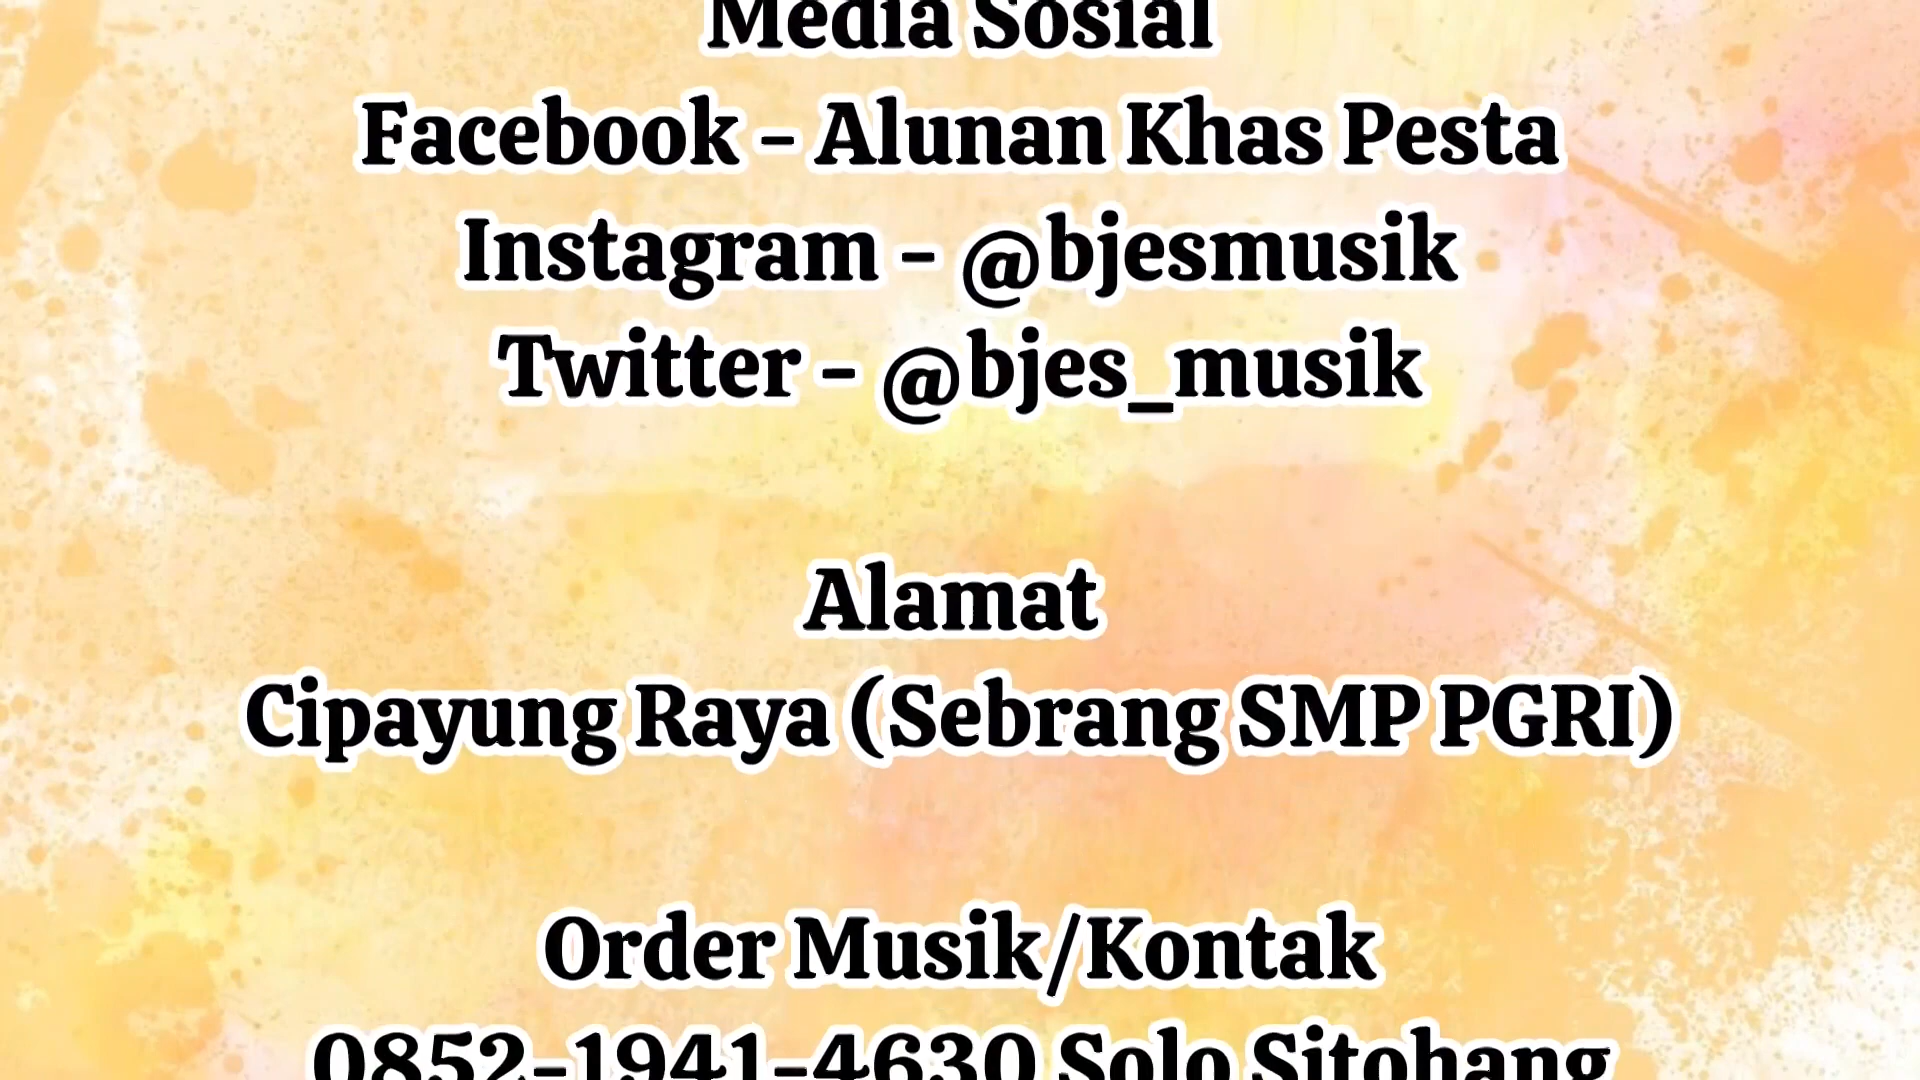 Media Sosial
Facebook - Alunan Khas Pesta
Instagram - @bjesmusik
Twitter - @bjes_musik
Alamat
Cipayung Raya (Sebrang SMP PGRI)
Order Musik/Kontak
0852-1941-4630 Solo Sitohang